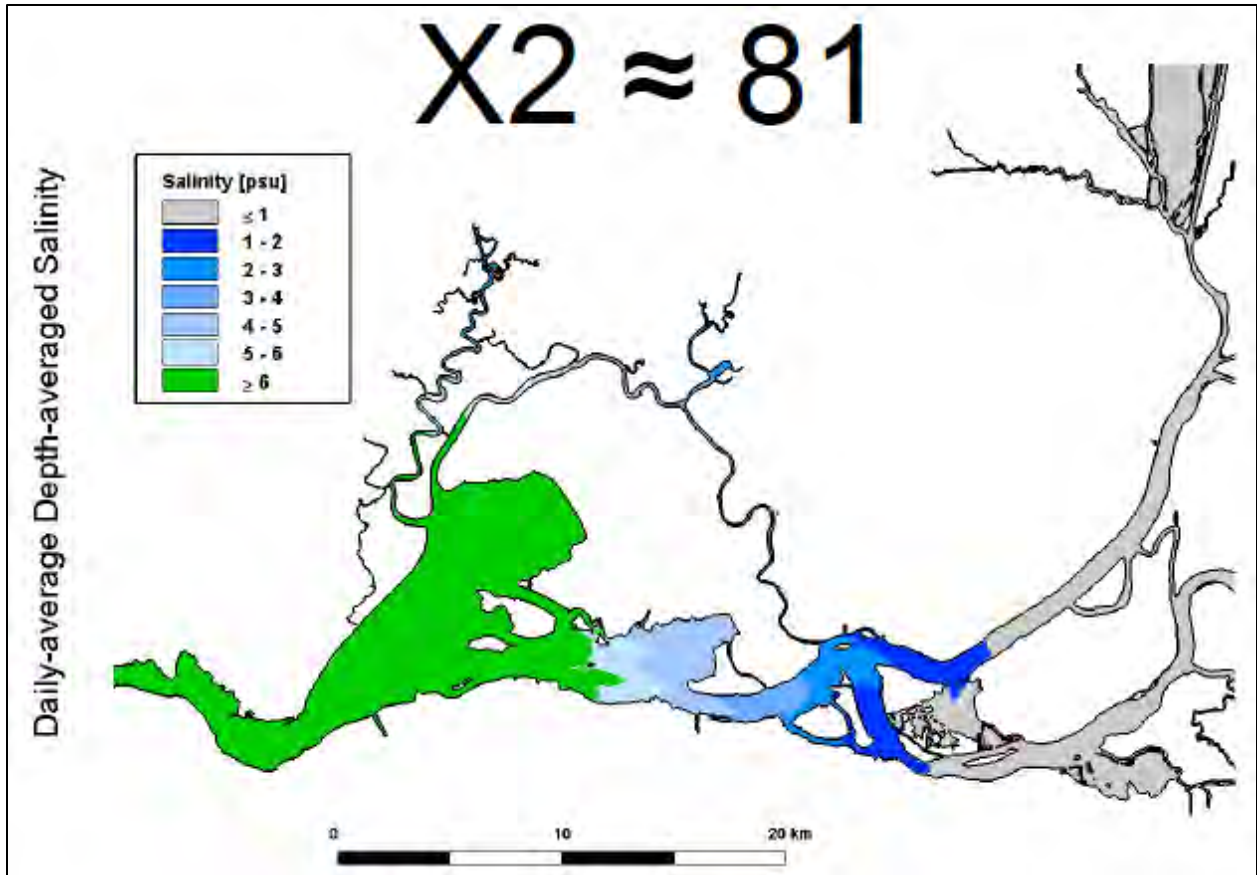 X2 ≈ 81
Daily-average Depth-averaged Salinity
Salinity [psu]
≤ 1
1 - 2
2 - 3
3 - 4
4 - 5
5 - 6
≥ 6
0 10 20 km